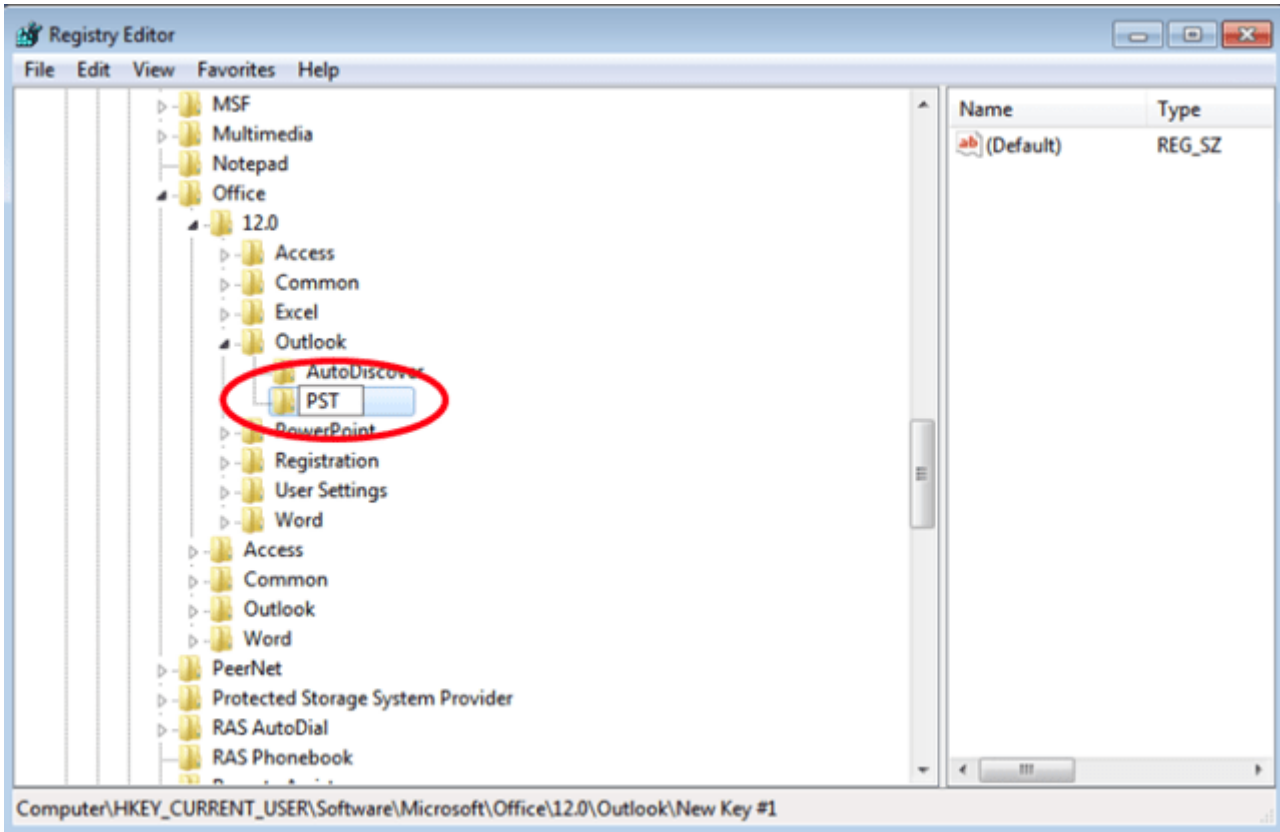 Registry Editor
File Edit View Favorites Help
MSF
Multimedia
Notepad
Office
12.0
Access
Common
Excel
Outlook
AutoDiscover
PST
PowerPoint
Registration
User Settings
Word
Access
Common
Outlook
Word
PeerNet
Protected Storage System Provider
RAS AutoDial
RAS Phonebook
Name Type
ab (Default) REG_SZ
Computer\HKEY_CURRENT_USER\Software\Microsoft\Office\12.0\Outlook\New Key #1